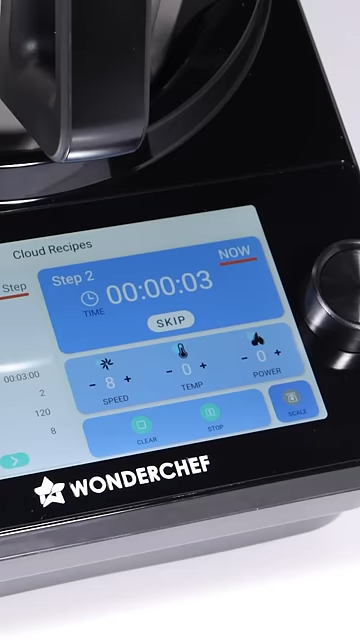 Cloud Recipes
Step
00:03:00
2
120
8
NOW
Step 2
00:00:03
TIME
SKIP
- 8 +
SPEED
- 0 +
TEMP
- 0 +
POWER
CLEAR
STOP
SCALE
WONDERCHEF